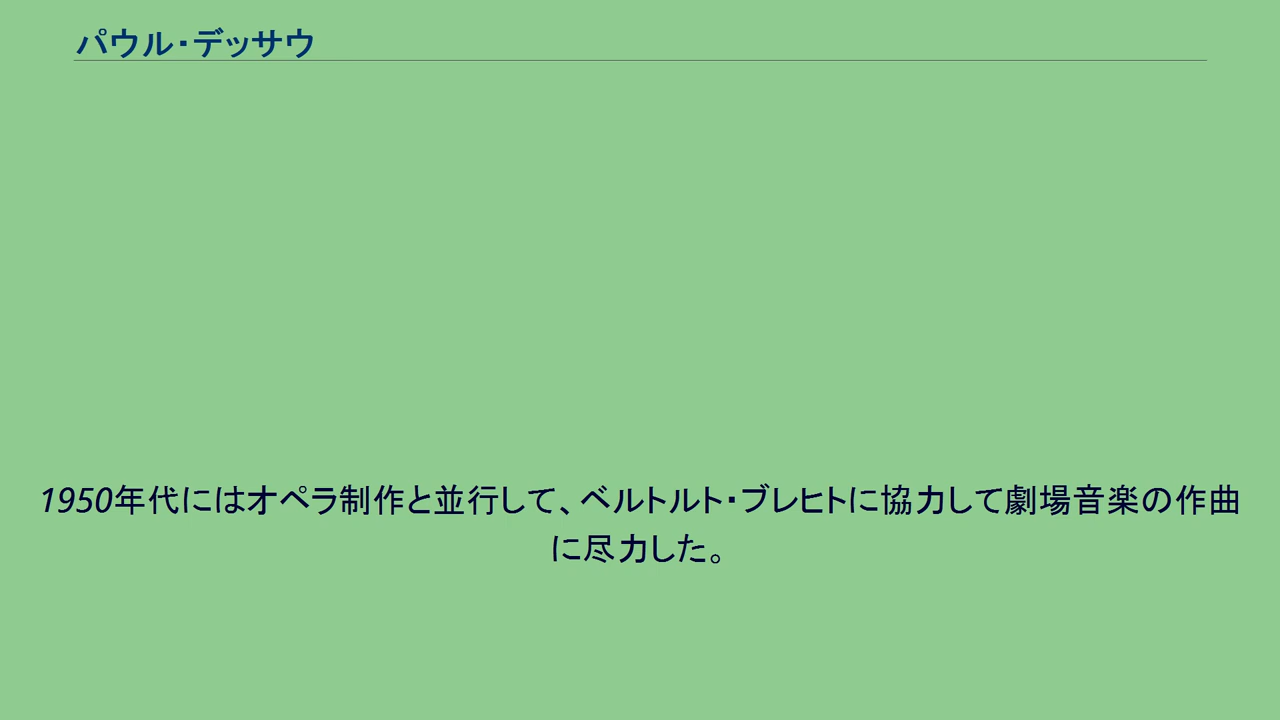 パウル・デッサウ
1950年代にはオペラ制作と並行して、ベルトルト・ブレヒトに協力して劇場音楽の作曲
に尽力した。